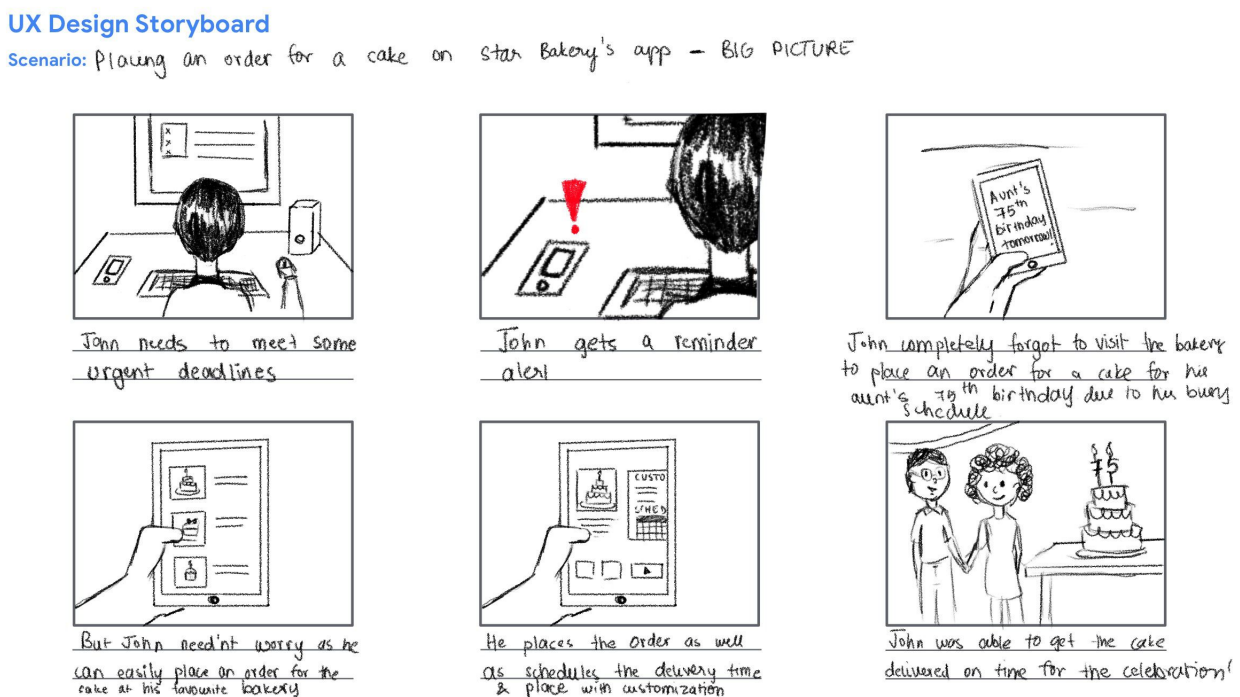 UX Design Storyboard
Scenario: Placing an order for a cake on Star Bakery's app - BIG PICTURE
John needs to meet some
urgent deadlines
John gets a reminder
alert
Aunt's
75th
birthday
tomorrow!
John completely forgot to visit the bakery
to place an order for a cake for his
aunt's 75th birthday due to his busy
schedule
But John need'nt worry as he
can easily place an order for the
cake at his favourite bakery
CUSTO
SCHED
He places the order as well
as schedules the delivery time
& place with customization
75
John was able to get the cake
delivered on time for the celebration!